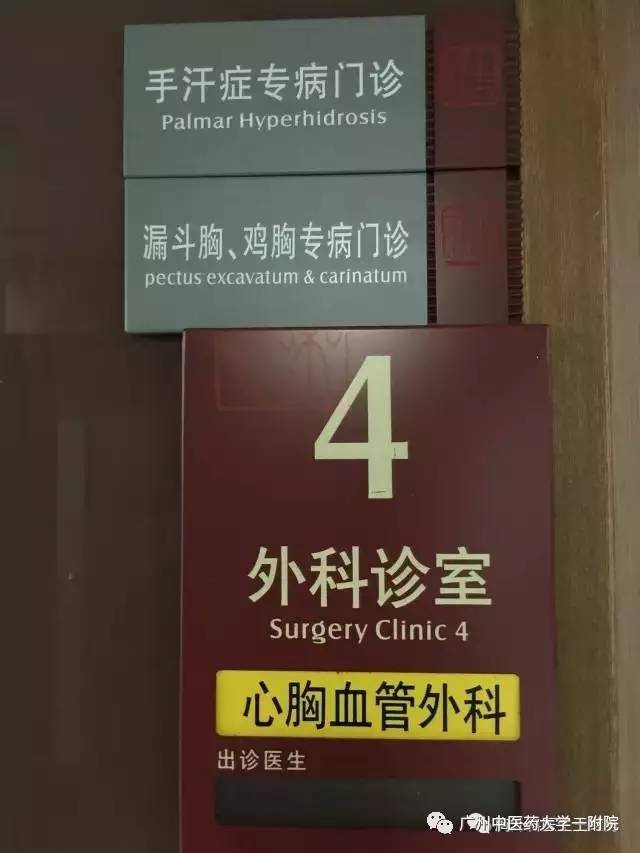 手汗症专病门诊
Palmar Hyperhidrosis
漏斗胸、鸡胸专病门诊
pectus excavatum & carinatum
4
外科诊室
Surgery Clinic 4
心胸血管外科
出诊医生
广州中医药大学一附院